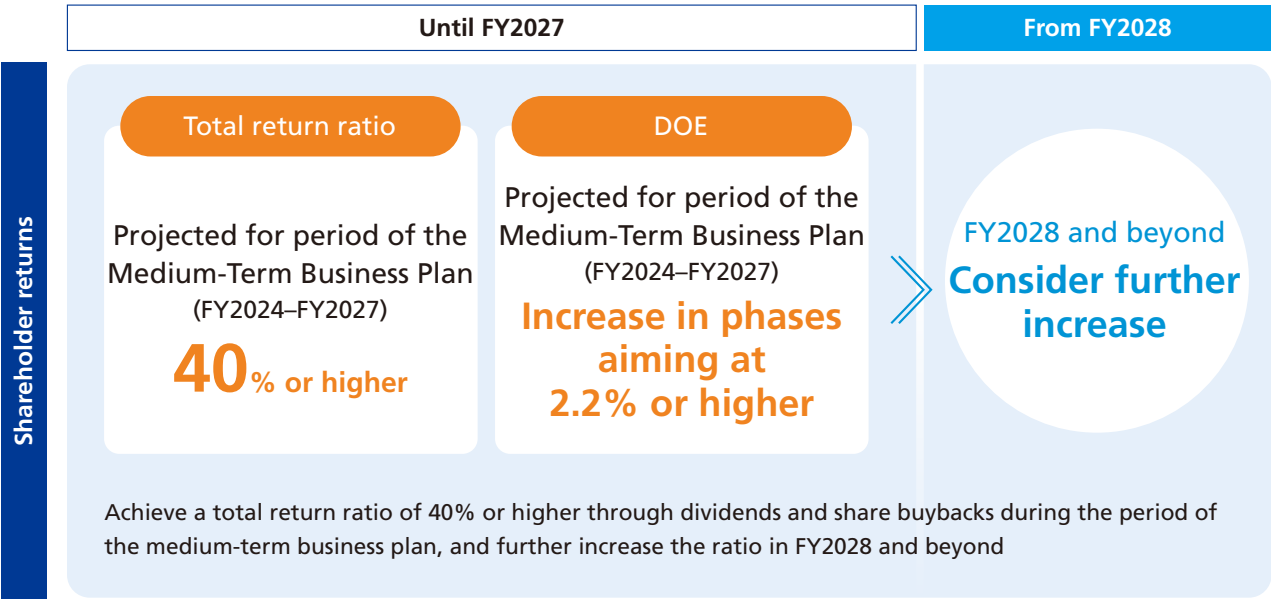 Until FY2027
From FY2028
Shareholder returns
Total return ratio
Projected for period of the
Medium-Term Business Plan
(FY2024–FY2027)
40% or higher
DOE
Projected for period of the
Medium-Term Business Plan
(FY2024–FY2027)
Increase in phases
aiming at
2.2% or higher
FY2028 and beyond
Consider further
increase
Achieve a total return ratio of 40% or higher through dividends and share buybacks during the period of
the medium-term business plan, and further increase the ratio in FY2028 and beyond